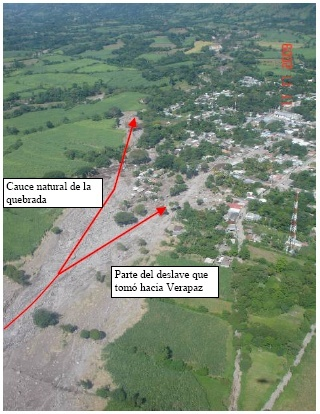 Cauce natural de la
quebrada
Parte del deslave que
tomó hacia Verapaz